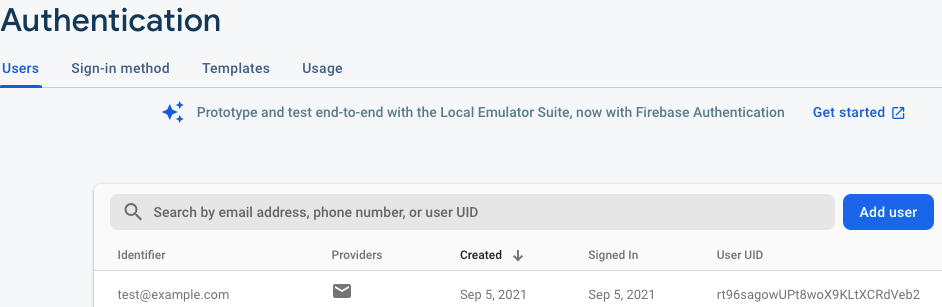 Authentication
Users Sign-in method Templates Usage
Prototype and test end-to-end with the Local Emulator Suite, now with Firebase Authentication Get started
Search by email address, phone number, or user UID Add user
Identifier Providers Created Signed In User UID
test@example.com Sep 5, 2021 Sep 5, 2021 rt96sagowUPt8woX9KLtXCRdVeb2